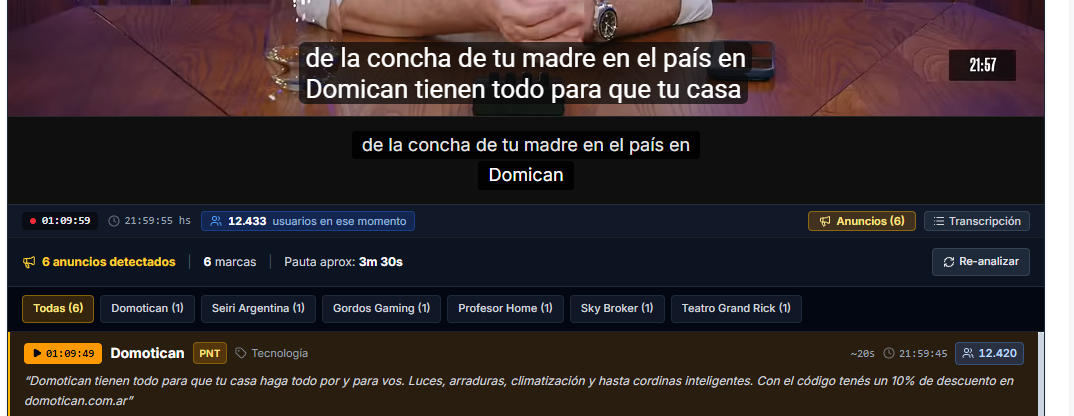 de la concha de tu madre en el país en
Domican tienen todo para que tu casa
21:57
de la concha de tu madre en el país en
Domican
01:09:59 21:59:55 hs 12.433 usuarios en ese momento Anuncios (6) Transcripción
6 anuncios detectados 6 marcas Pauta aprox: 3m 30s Re-analizar
Todas (6) Domotican (1) Seiri Argentina (1) Gordos Gaming (1) Profesor Home (1) Sky Broker (1) Teatro Grand Rick (1)
01:09:49 Domotican PNT Tecnología ~20s 21:59:45 12.420
“Domotican tienen todo para que tu casa haga todo por y para vos. Luces, arraduras, climatización y hasta cordinas inteligentes. Con el código tenés un 10% de descuento en
domotican.com.ar”